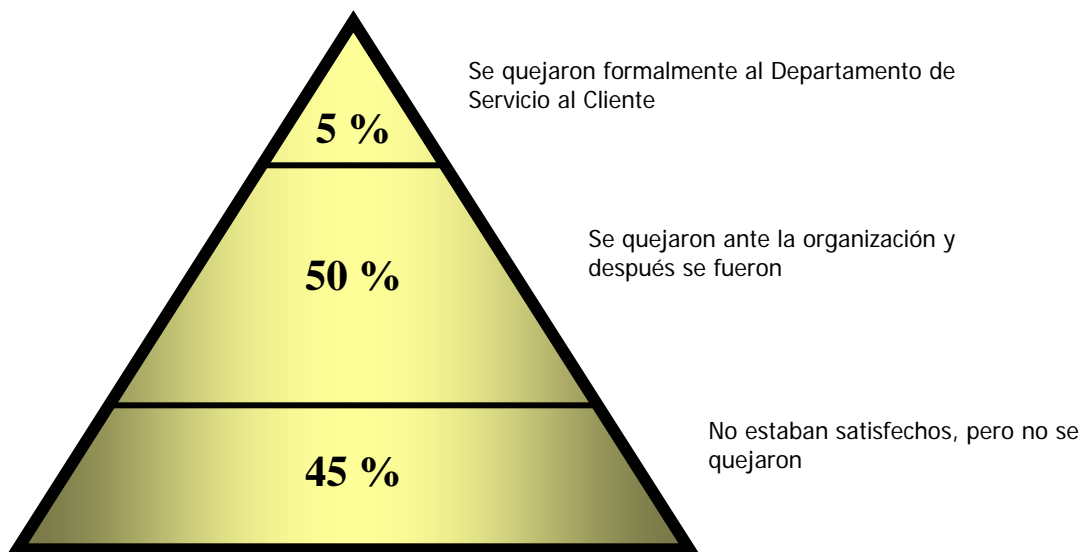 Se quejaron formalmente al Departamento de
Servicio al Cliente
5 %
Se quejaron ante la organización y
después se fueron
50 %
No estaban satisfechos, pero no se
quejaron
45 %